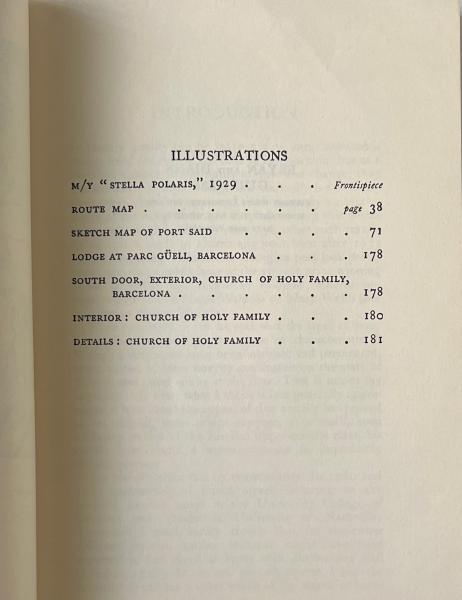 ILLUSTRATIONS
M/Y "STELLA POLARIS," 1929 . . . Frontispiece
ROUTE MAP . . . . . . page 38
SKETCH MAP OF PORT SAID . . . . 71
LODGE AT PARC GÜELL, BARCELONA . . . 178
SOUTH DOOR, EXTERIOR, CHURCH OF HOLY FAMILY,
BARCELONA . . . . . . 178
INTERIOR: CHURCH OF HOLY FAMILY . . . 180
DETAILS: CHURCH OF HOLY FAMILY . . . 181